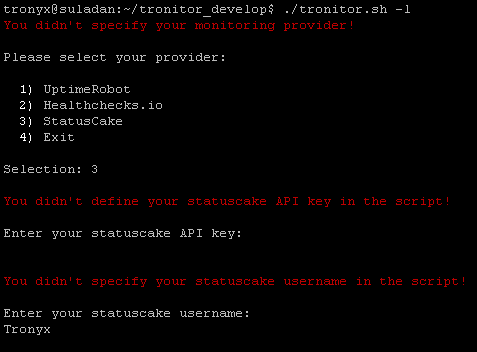 tronyx@suladan:~/tronitor_develop$ ./tronitor.sh -l
You didn't specify your monitoring provider!
Please select your provider:
1) UptimeRobot
2) Healthchecks.io
3) StatusCake
4) Exit
Selection: 3
You didn't define your statuscake API key in the script!
Enter your statuscake API key:
You didn't specify your statuscake username in the script!
Enter your statuscake username:
Tronyx